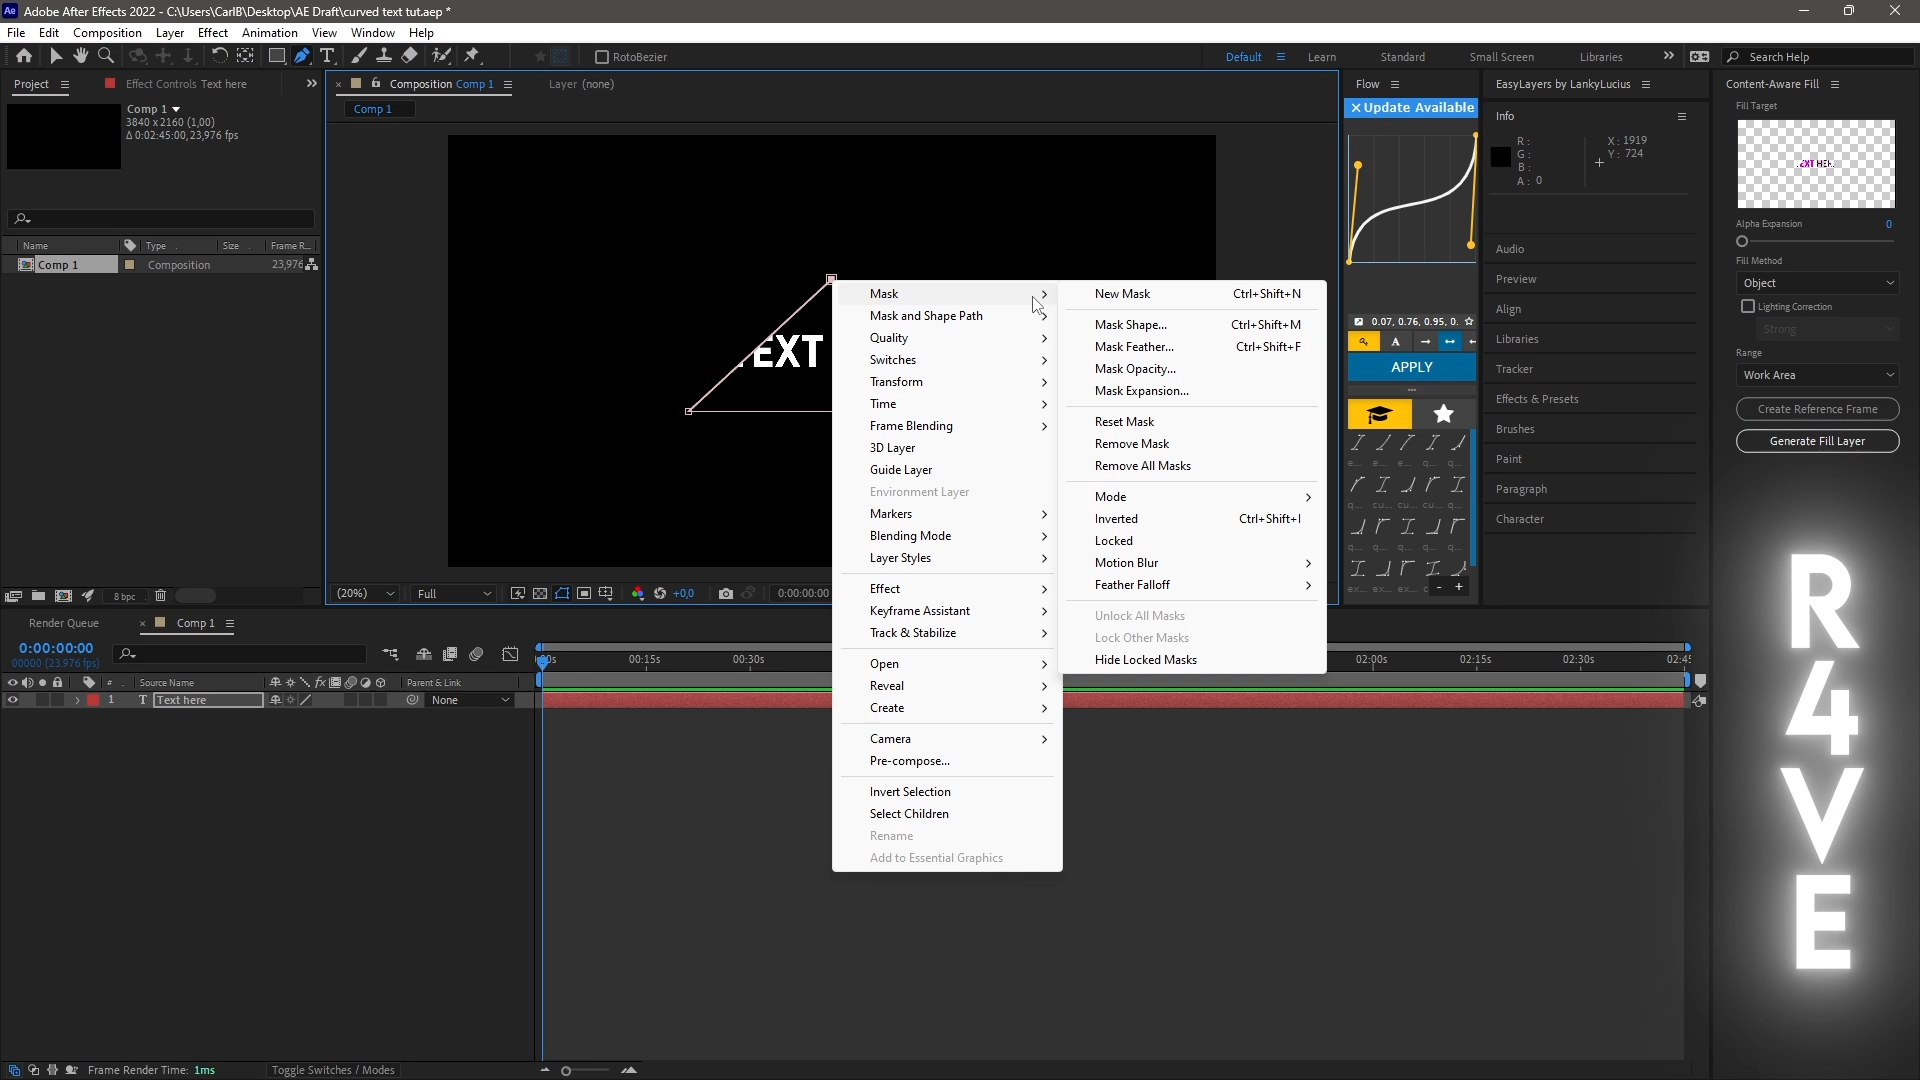 Adobe After Effects 2022 - C:\Users\CarlB\Desktop\AE Draft\curved text tut.aep *
File Edit Composition Layer Effect Animation View Window Help
RotoBezier
Default Learn Standard Small Screen Libraries Search Help
Project Effect Controls Text here
Comp 1
3840 x 2160 (1,00)
Δ 0:02:45:00, 23,976 fps
Name Type Size Frame R...
Comp 1 Composition 23,976
8 bpc
Composition Comp 1 Layer (none)
Comp 1
EXT
(20%) Full +0,0 0:00:00:00
Mask
Mask and Shape Path
Quality
Switches
Transform
Time
Frame Blending
3D Layer
Guide Layer
Environment Layer
Markers
Blending Mode
Layer Styles
Effect
Keyframe Assistant
Track & Stabilize
Open
Reveal
Create
Camera
Pre-compose...
Invert Selection
Select Children
Rename
Add to Essential Graphics
New Mask Ctrl+Shift+N
Mask Shape... Ctrl+Shift+M
Mask Feather... Ctrl+Shift+F
Mask Opacity...
Mask Expansion...
Reset Mask
Remove Mask
Remove All Masks
Mode
Inverted Ctrl+Shift+I
Locked
Motion Blur
Feather Falloff
Unlock All Masks
Lock Other Masks
Hide Locked Masks
Flow
Update Available
0.07, 0.76, 0.95, 0.
A
APPLY
EasyLayers by LankyLucius
Info
R:
G:
B:
A: 0
X: 1919
Y: 724
Audio
Preview
Align
Libraries
Tracker
Effects & Presets
Brushes
Paint
Paragraph
Character
Content-Aware Fill
Fill Target
Alpha Expansion 0
Fill Method
Object
Lighting Correction
Strong
Range
Work Area
Create Reference Frame
Generate Fill Layer
R4VE
Render Queue Comp 1
0:00:00:00
00000 (23.976 fps)
00:15s 00:30s 02:00s 02:15s 02:30s 02:45
# Source Name Parent & Link
1 T Text here None
Frame Render Time: 1ms Toggle Switches / Modes